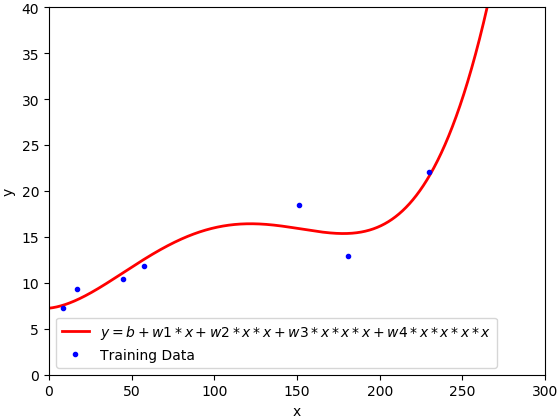 40
35
30
25
20
15
10
5
0
y
y = b + w1 * x + w2 * x * x + w3 * x * x * x + w4 * x * x * x * x
Training Data
0 50 100 150 200 250 300
x